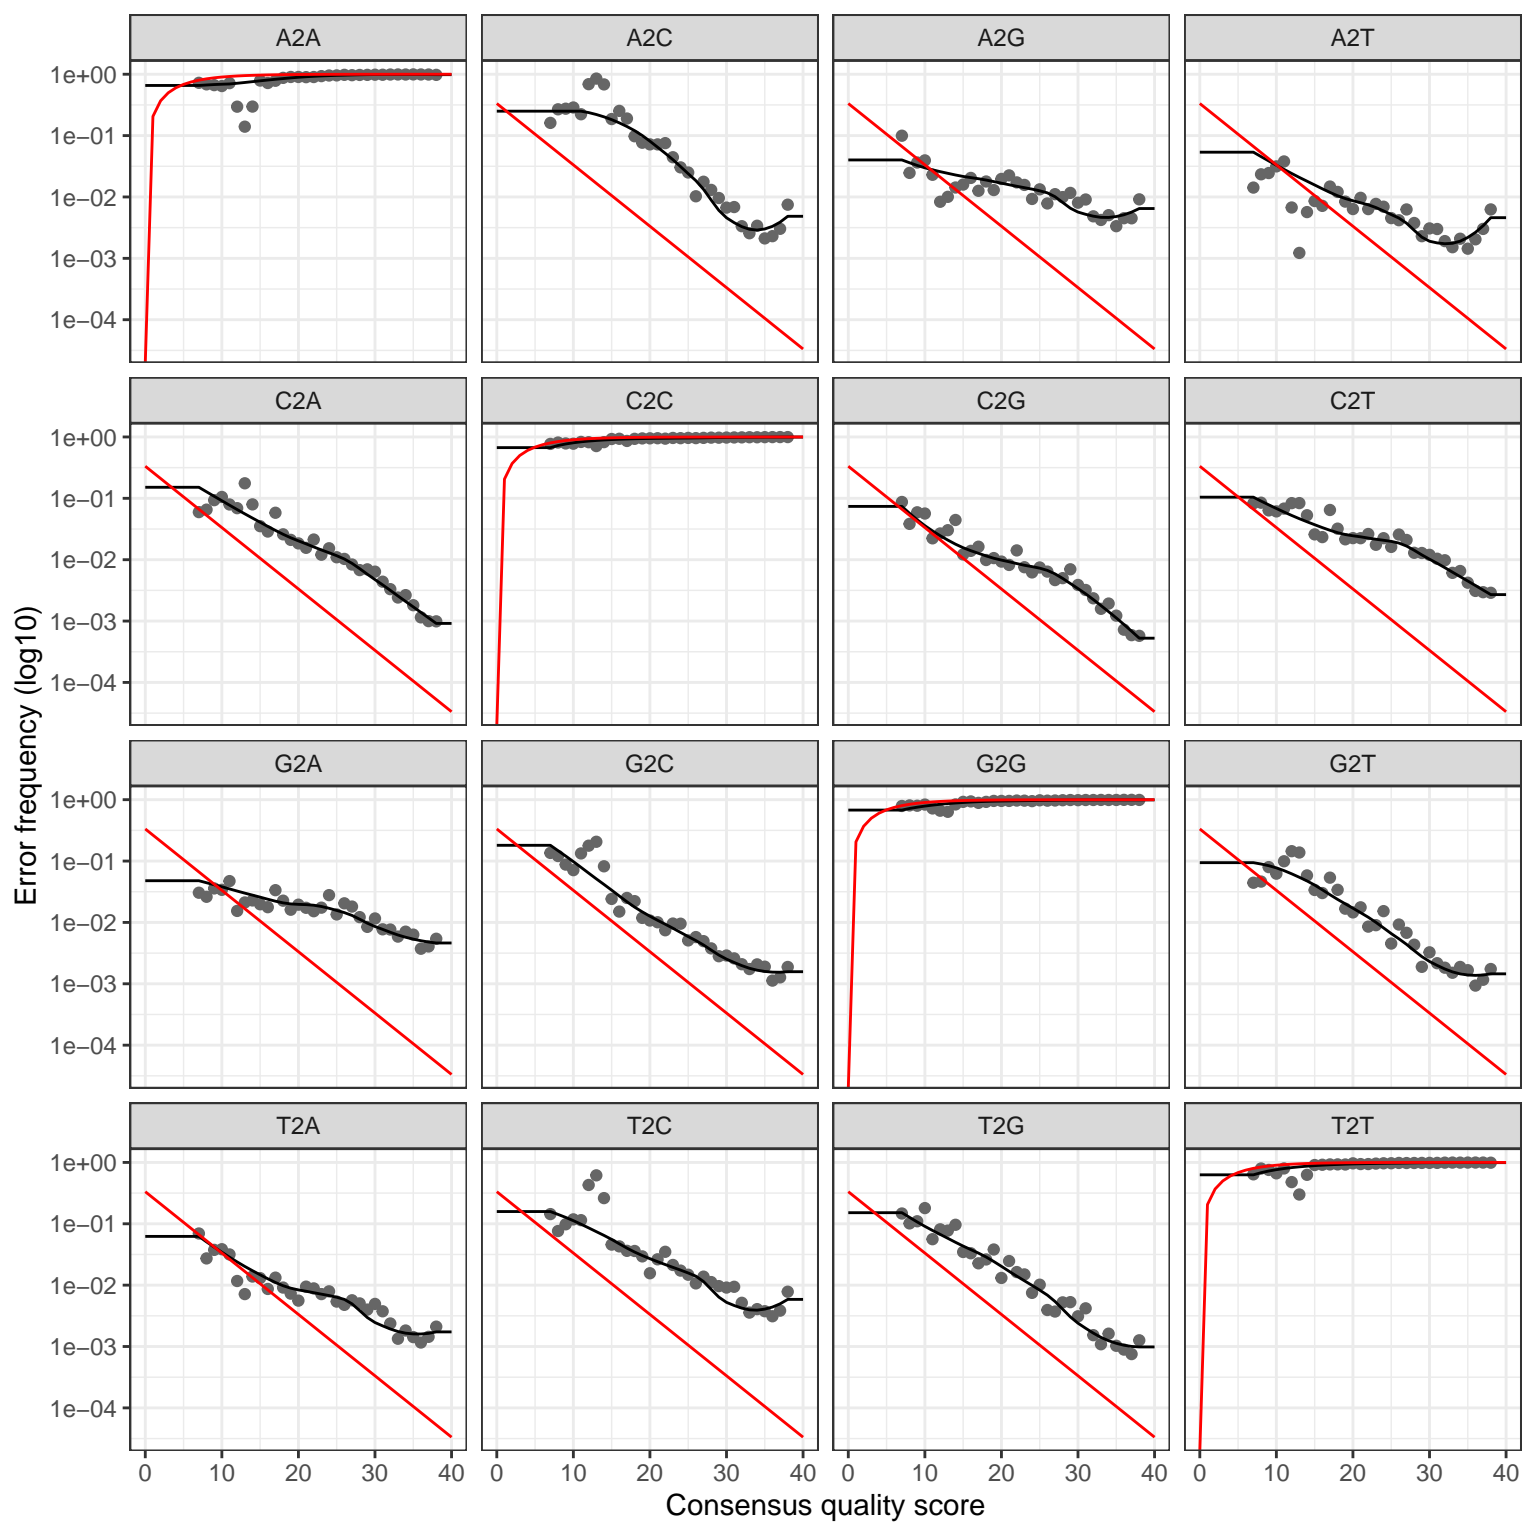 A2A A2C A2G A2T
1e+00
1e−01
1e−02
1e−03
1e−04
C2A C2C C2G C2T
1e+00
1e−01
1e−02
1e−03
1e−04
Error frequency (log10)
G2A G2C G2G G2T
1e+00
1e−01
1e−02
1e−03
1e−04
T2A T2C T2G T2T
1e+00
1e−01
1e−02
1e−03
1e−04
0 10 20 30 40 0 10 20 30 40 0 10 20 30 40 0 10 20 30 40
Consensus quality score